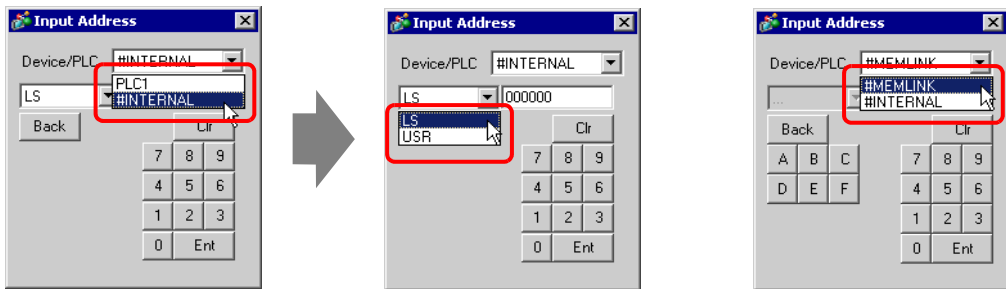 Input Address
Device/PLC #INTERNAL
PLC1
#INTERNAL
LS
Back Clr
7 8 9
4 5 6
1 2 3
0 Ent
Input Address
Device/PLC #INTERNAL
LS 000000
LS
USR
Clr
7 8 9
4 5 6
1 2 3
0 Ent
Input Address
Device/PLC #MEMLINK
#MEMLINK
#INTERNAL
...
Back Clr
A B C 7 8 9
D E F 4 5 6
1 2 3
0 Ent